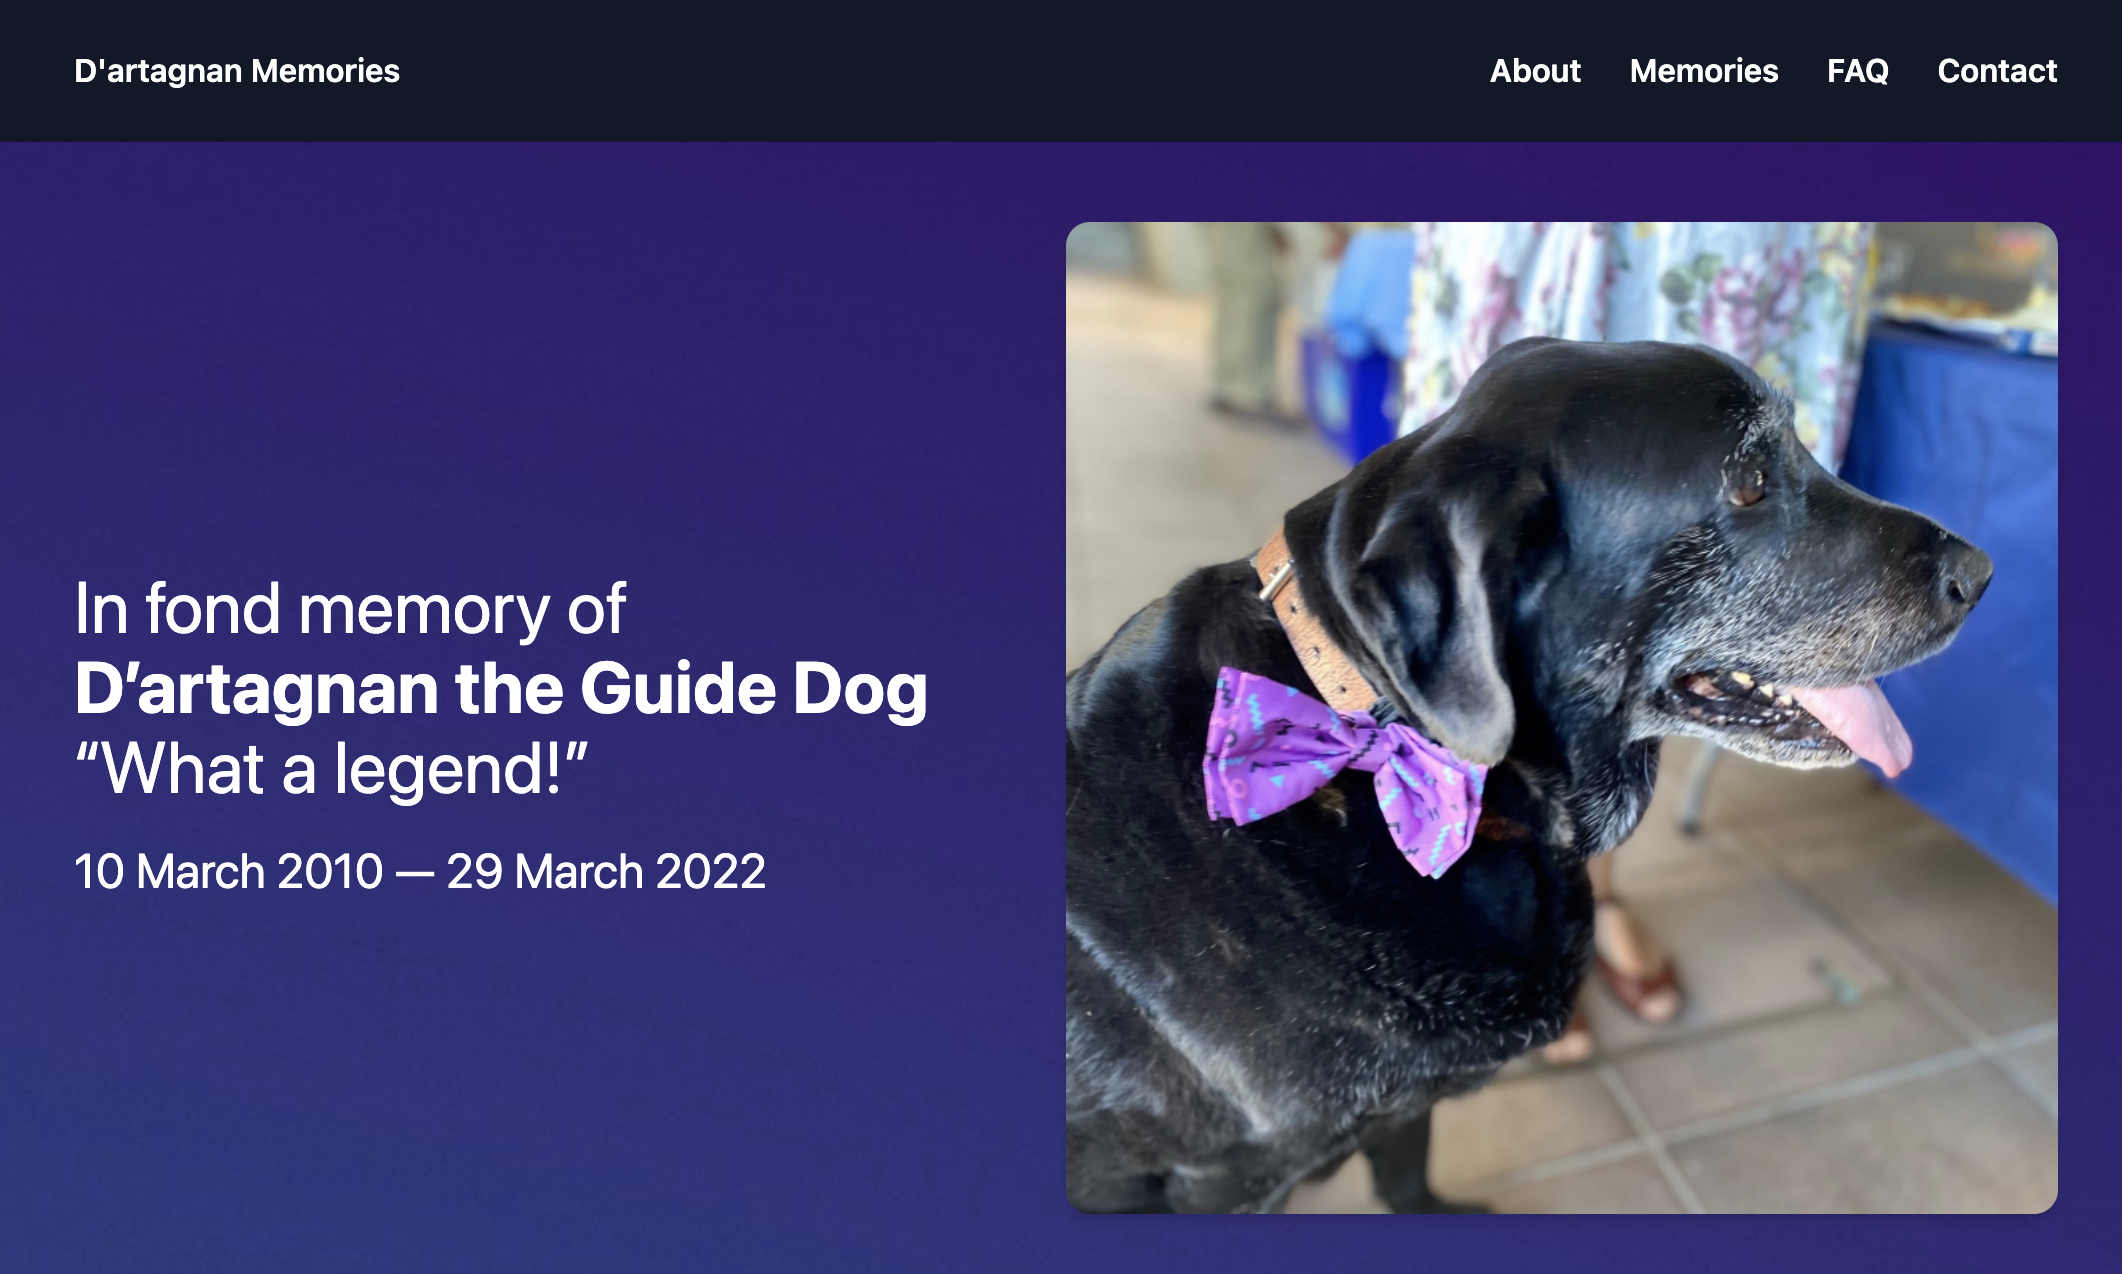 D'artagnan Memories
About Memories FAQ Contact
In fond memory of
D’artagnan the Guide Dog
“What a legend!”
10 March 2010 — 29 March 2022